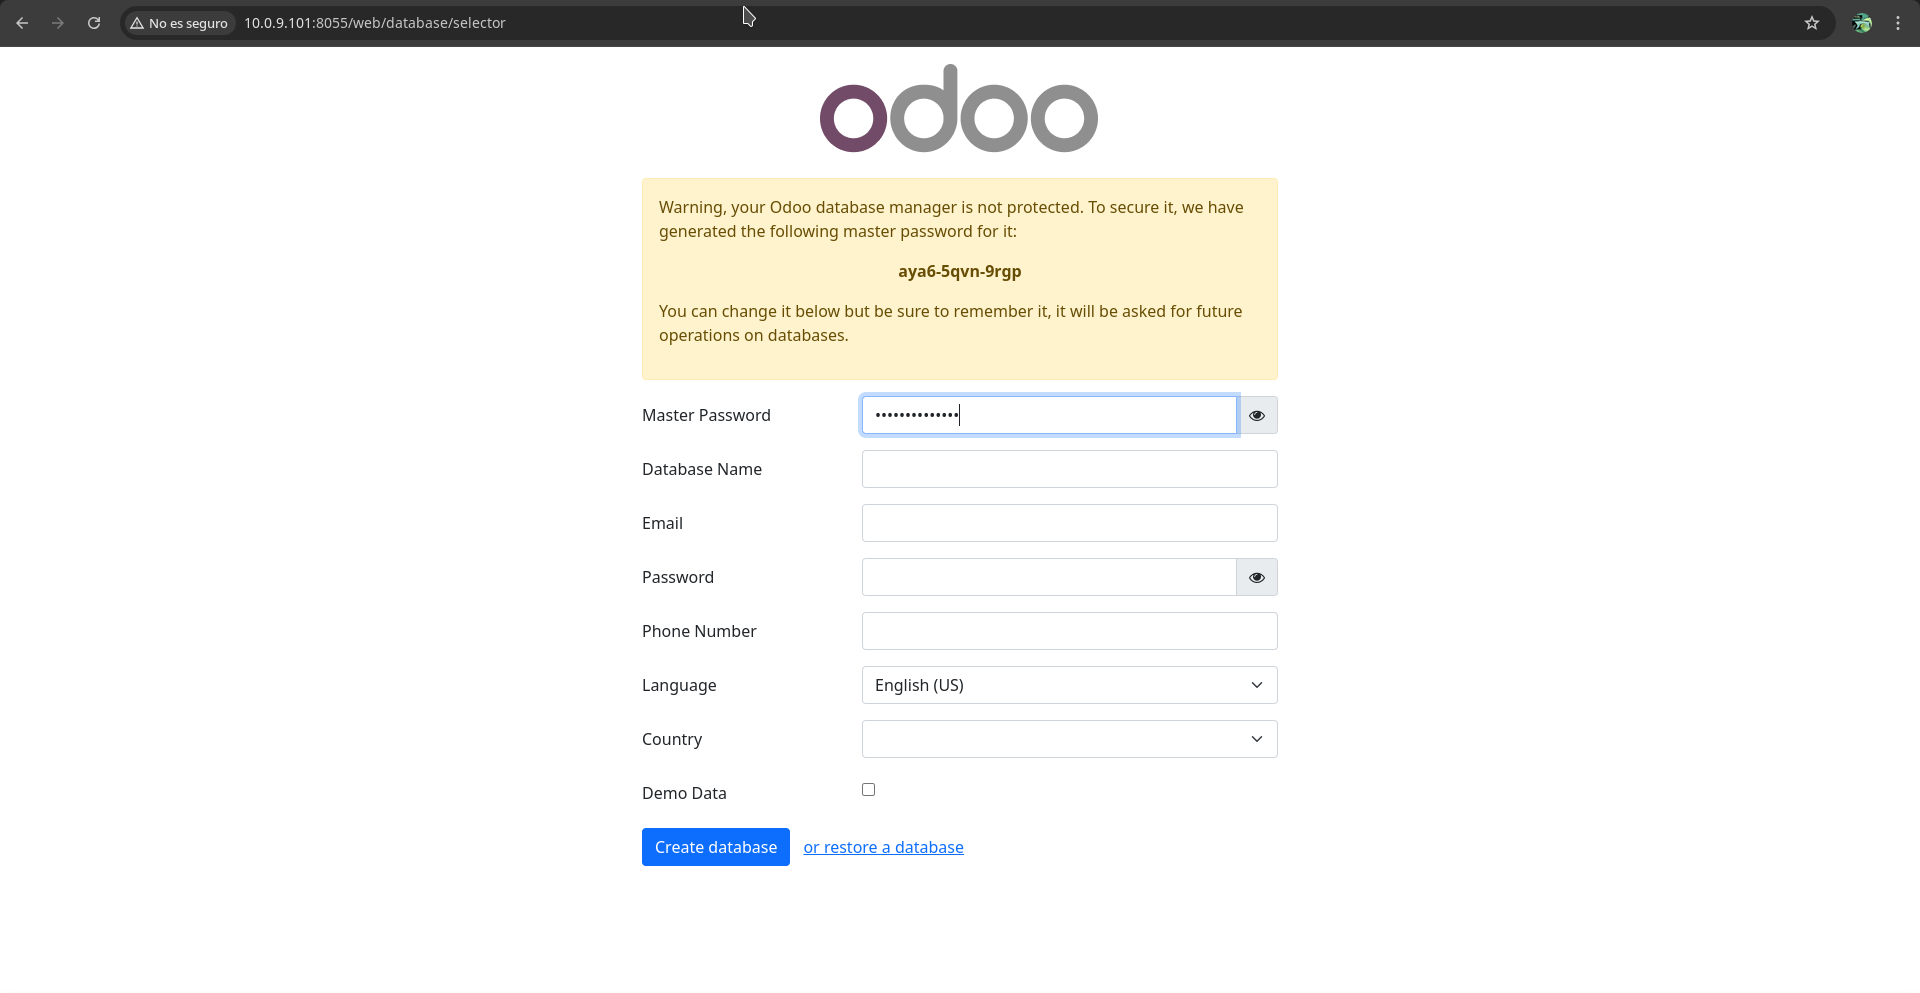 No es seguro
10.0.9.101:8055/web/database/selector
odoo
Warning, your Odoo database manager is not protected. To secure it, we have
generated the following master password for it:
aya6-5qvn-9rgp
You can change it below but be sure to remember it, it will be asked for future
operations on databases.
Master Password ••••••••••••••
Database Name
Email
Password
Phone Number
Language English (US)
Country
Demo Data
Create database or restore a database